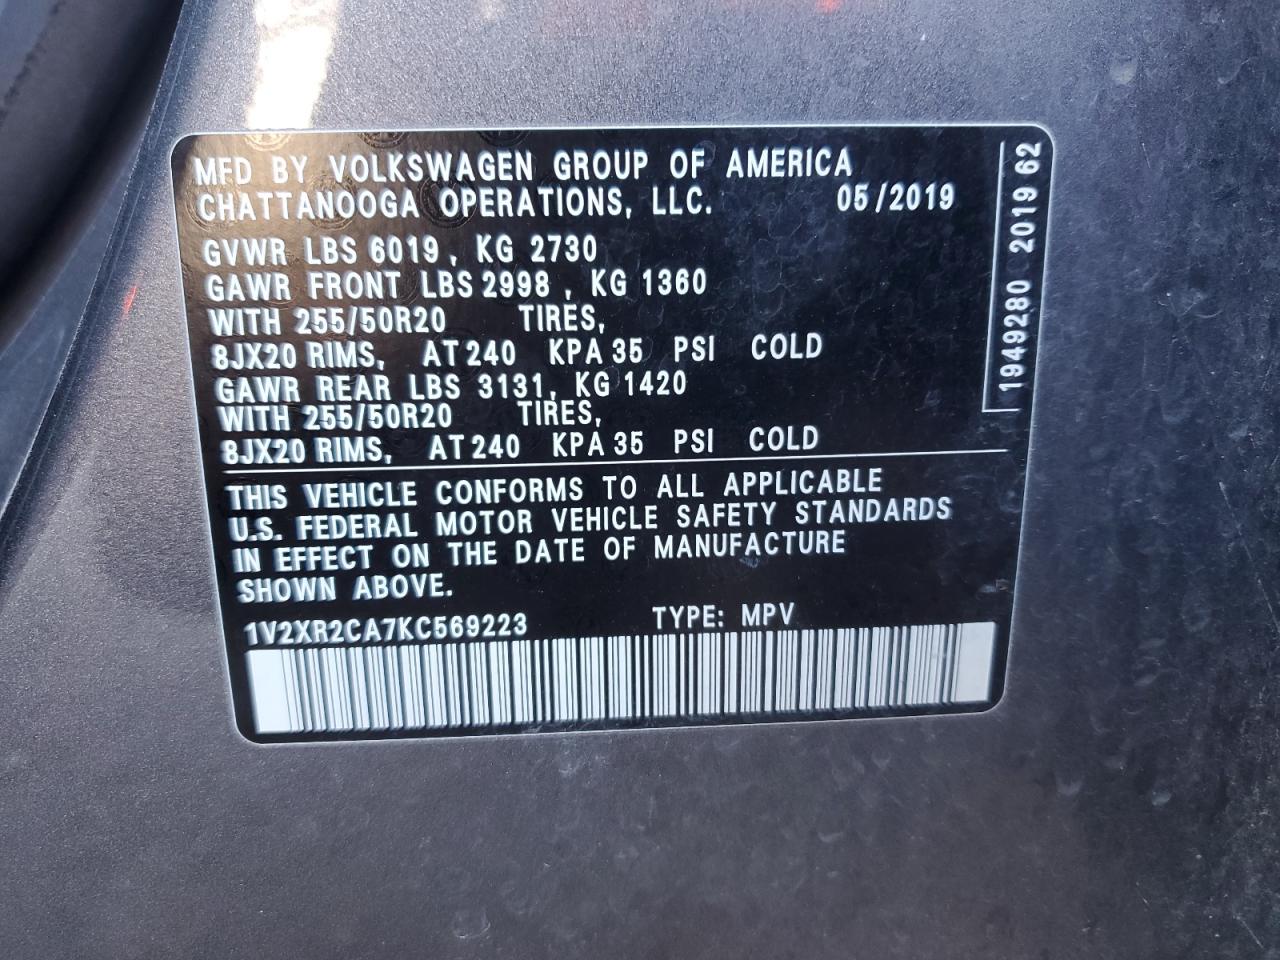 MFD BY VOLKSWAGEN GROUP OF AMERICA
CHATTANOOGA OPERATIONS, LLC. 05/2019
GVWR LBS 6019, KG 2730
GAWR FRONT LBS 2998, KG 1360
WITH 255/50R20 TIRES,
8JX20 RIMS, AT 240 KPA 35 PSI COLD
GAWR REAR LBS 3131, KG 1420
WITH 255/50R20 TIRES,
8JX20 RIMS, AT 240 KPA 35 PSI COLD
THIS VEHICLE CONFORMS TO ALL APPLICABLE
U.S. FEDERAL MOTOR VEHICLE SAFETY STANDARDS
IN EFFECT ON THE DATE OF MANUFACTURE
SHOWN ABOVE.
1V2XR2CA7KC569223 TYPE: MPV
1949280 2019 62